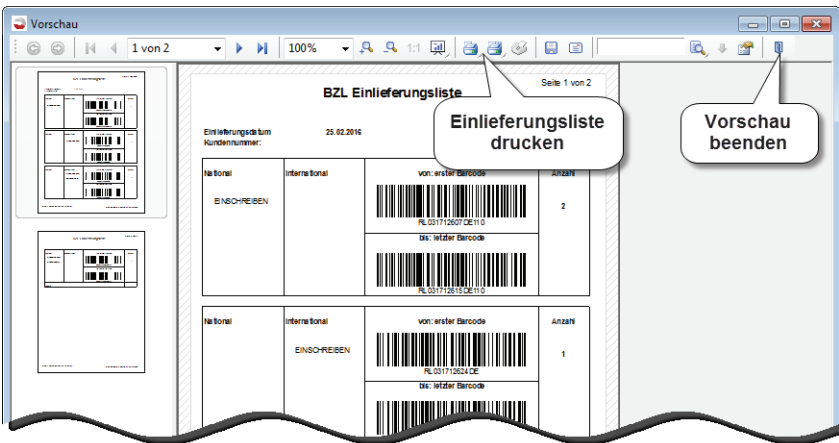 Vorschau
1 von 2
100%
1:1
BZL Einlieferungsliste
Seite 1 von 2
Einlieferungsliste
drucken
Vorschau
beenden
Einlieferungsdatum
25.02.2016
Kundennummer:
National
International
von: erster Barcode
Anzahl
EINSCHREIBEN
2
RL031712607DE110
bis: letzter Barcode
RL031712615DE110
National
International
von: erster Barcode
Anzahl
EINSCHREIBEN
1
RL031712624DE
bis: letzter Barcode